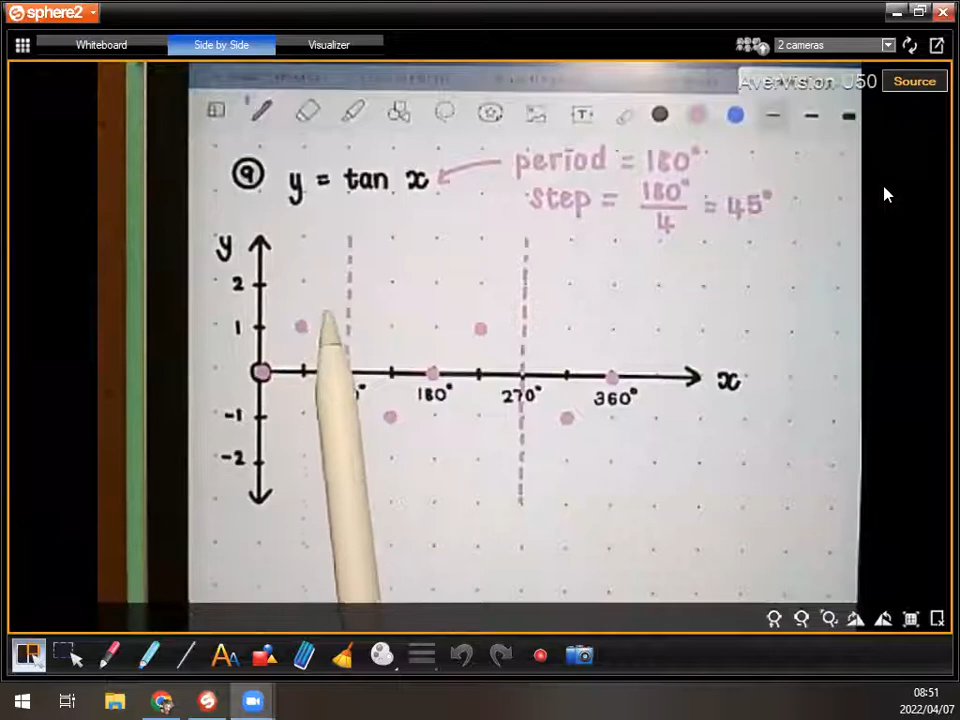 sphere2
Whiteboard Side by Side Visualizer 2 cameras
AverVision U50 Source
T
9 y = tan x period = 180°
step = 180° / 4 = 45°
y
2
1
180° 270° 360° x
-1
-2
08:51
2022/04/07